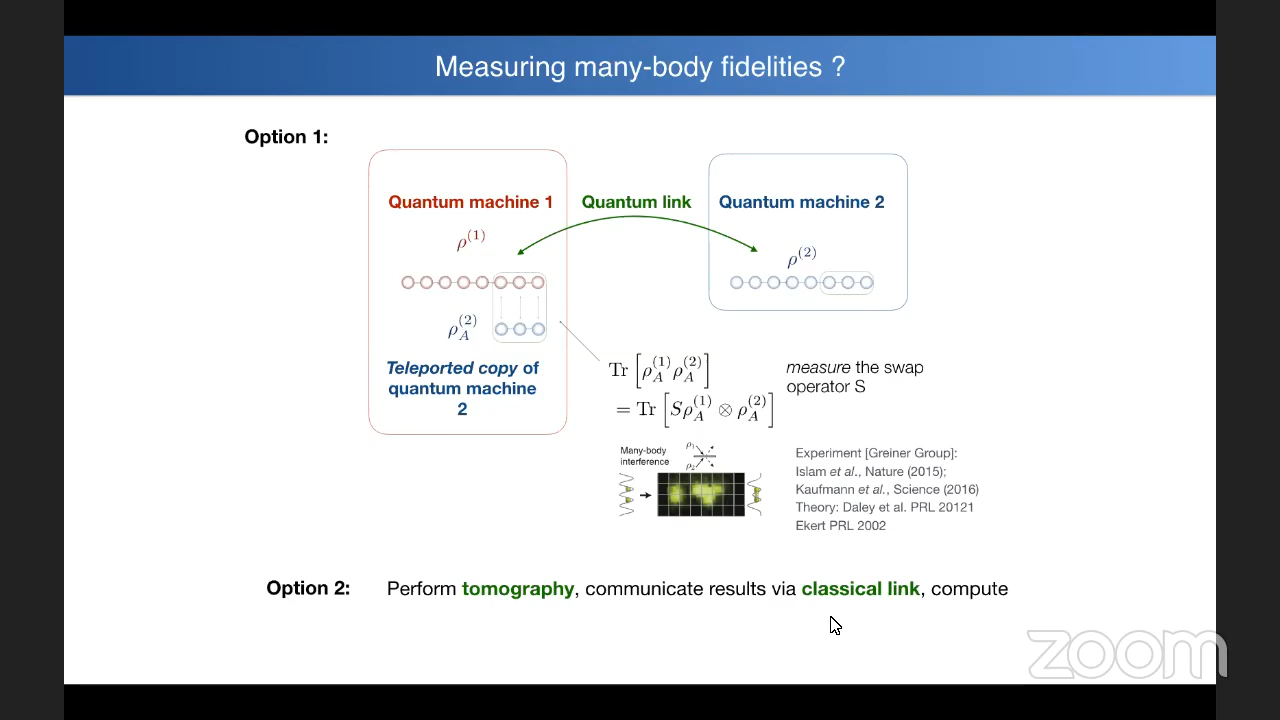 Measuring many-body fidelities ?
Option 1:
Quantum machine 1
Quantum link
Quantum machine 2
ρ^(1)
ρ^(2)
ρ_A^(2)
Teleported copy of
quantum machine
2
Tr [ρ_A^(1) ρ_A^(2)]
= Tr [Sρ_A^(1) ⊗ ρ_A^(2)]
measure the swap
operator S
Many-body
interference
ρ₁
ρ₂
Experiment [Greiner Group]:
Islam et al., Nature (2015);
Kaufmann et al., Science (2016)
Theory: Daley et al. PRL 20121
Ekert PRL 2002
Option 2: Perform tomography, communicate results via classical link, compute
zoom